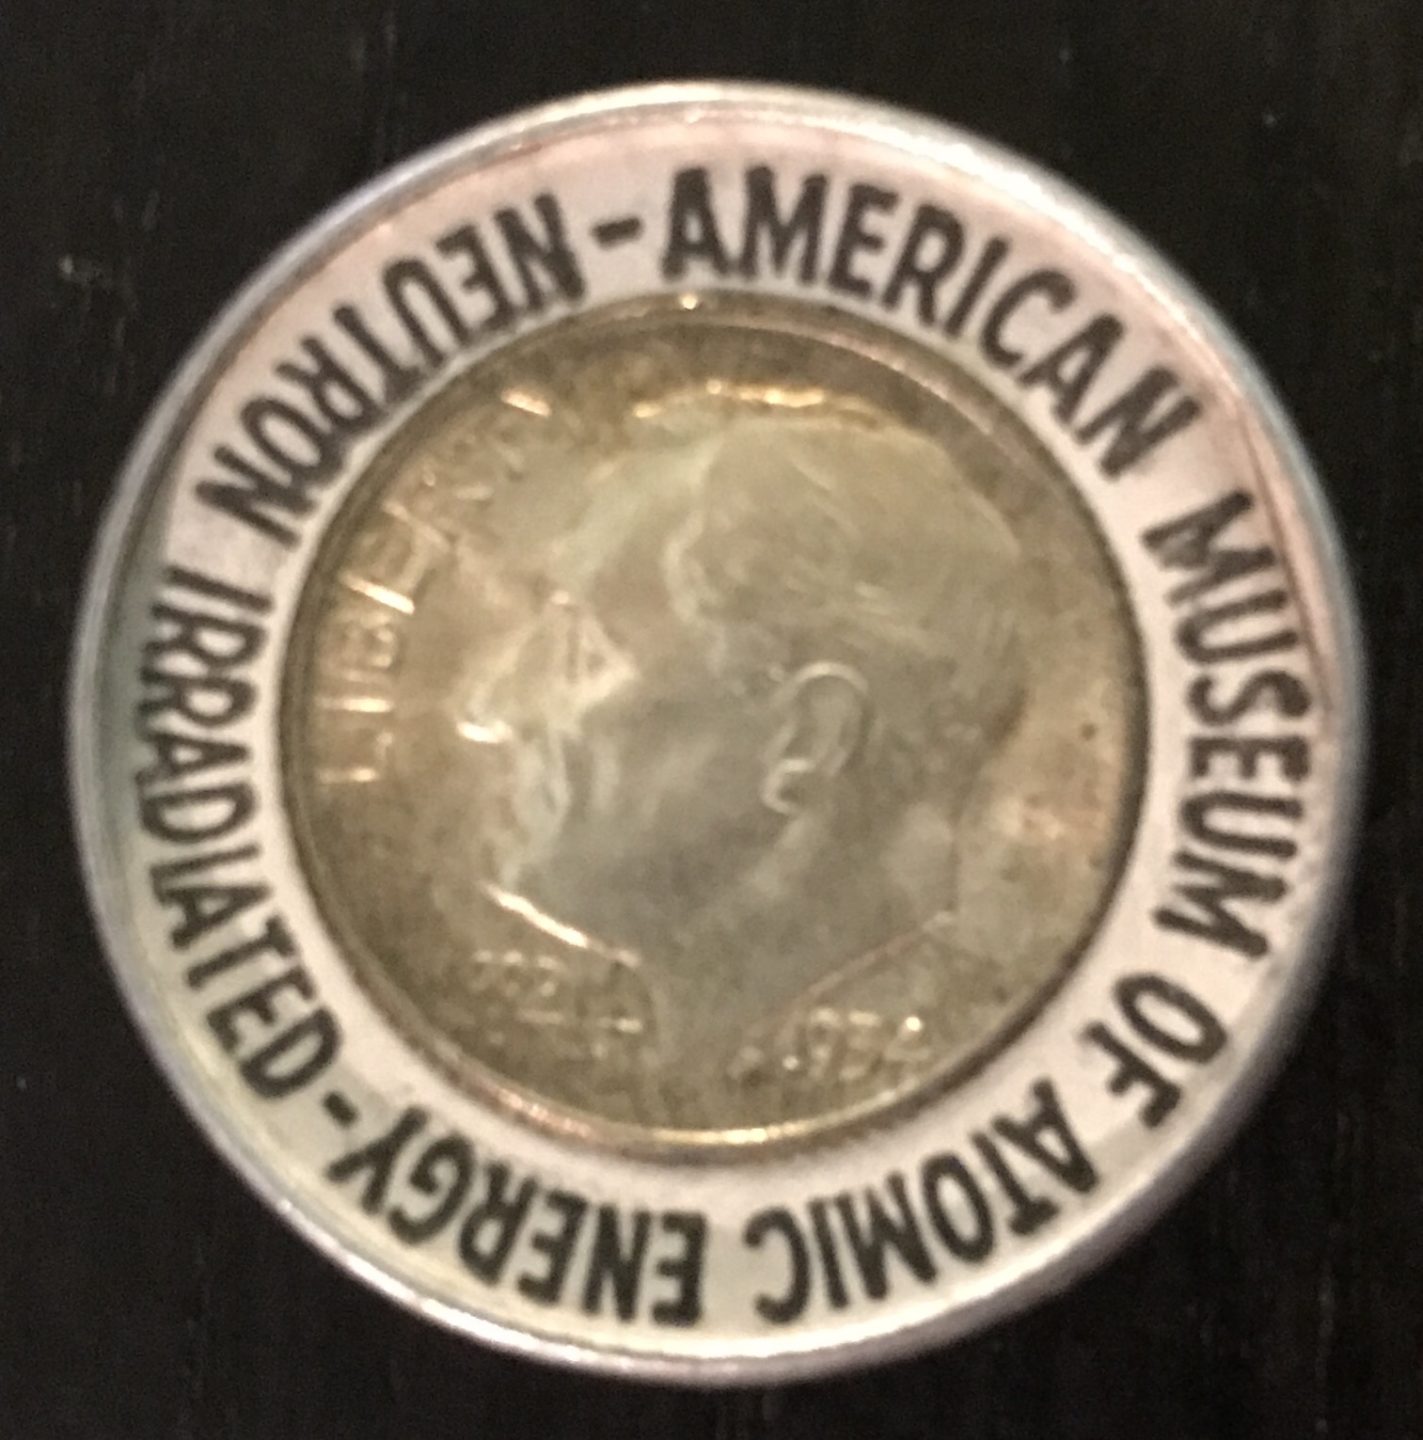 -AMERICAN MUSEUM OF ATOMIC ENERGY-
NEUTRON IRRADIATED
LIBERTY